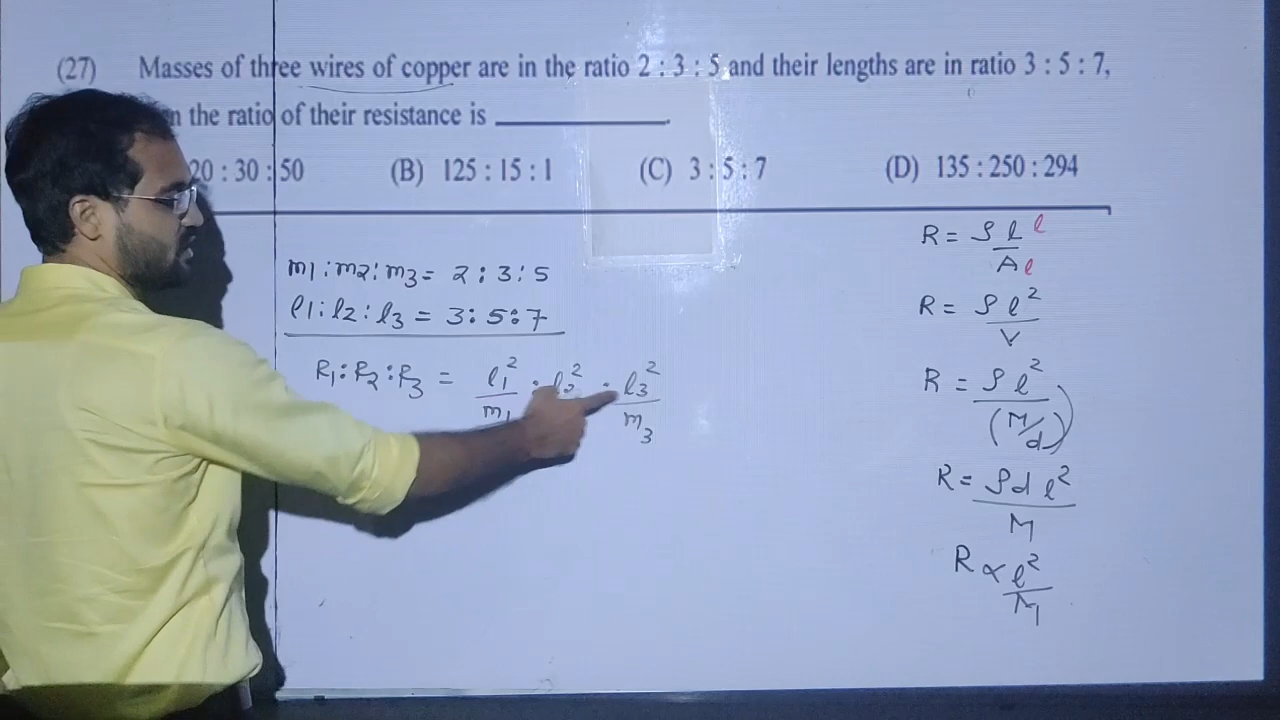 (27) Masses of three wires of copper are in the ratio 2 : 3 : 5 and their lengths are in ratio 3 : 5 : 7,
the ratio of their resistance is ________.
20 : 30 : 50 (B) 125 : 15 : 1 (C) 3 : 5 : 7 (D) 135 : 250 : 294
m1 : m2 : m3 = 2 : 3 : 5
l1 : l2 : l3 = 3 : 5 : 7
R₁ : R₂ : R₃ = l₁²/m₁ : l₂² : l₃²/m₃
R = ρ l l / A l
R = ρ l² / V
R = ρ l² / (M/d)
R = ρ d l² / M
R ∝ l² / M